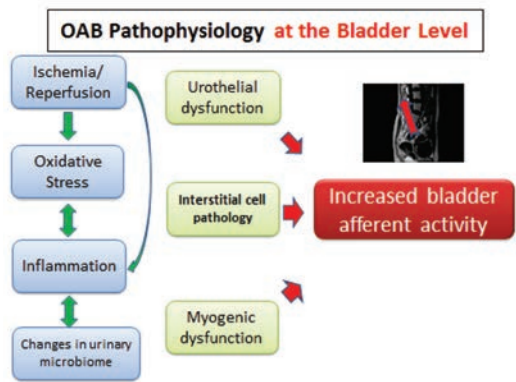 OAB Pathophysiology at the Bladder Level
Ischemia/
Reperfusion
Oxidative
Stress
Inflammation
Changes in urinary
microbiome
Urothelial
dysfunction
Interstitial cell
pathology
Myogenic
dysfunction
Increased bladder
afferent activity